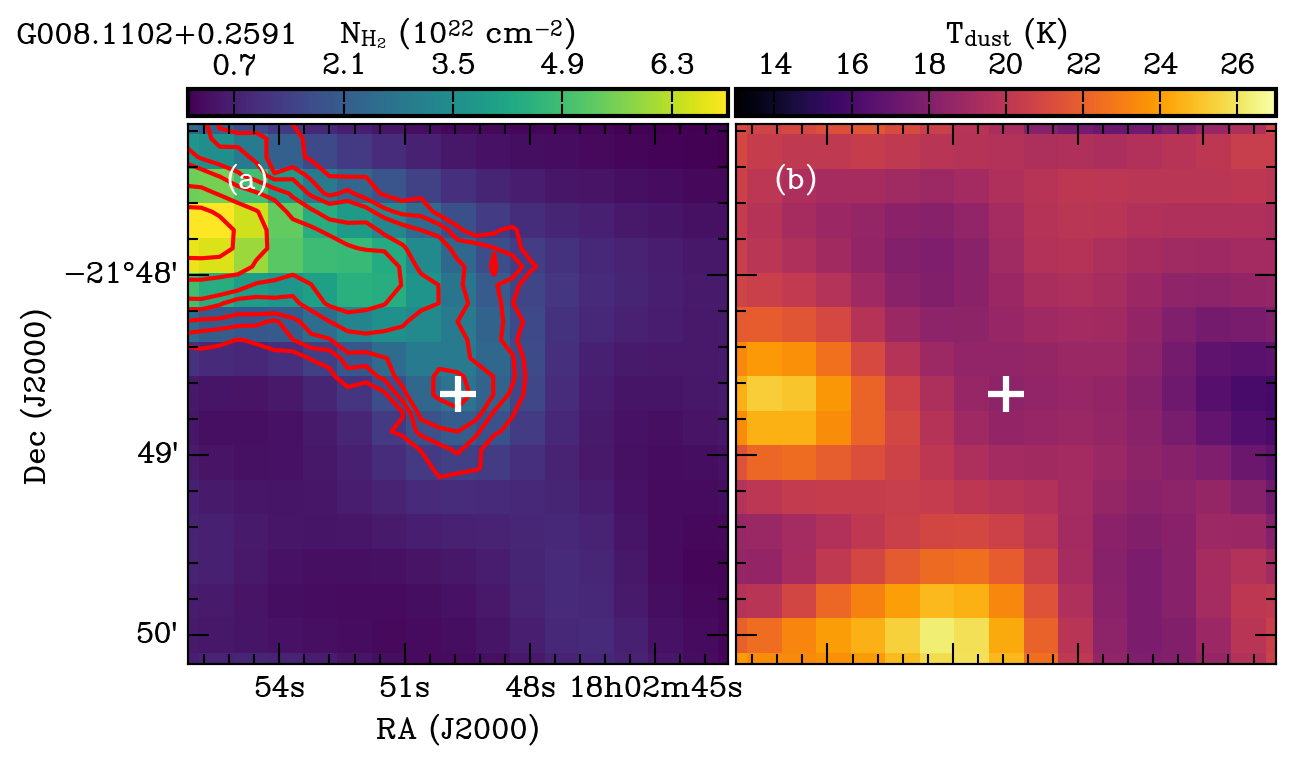 G008.1102+0.2591 N_H₂ (10²² cm⁻²) T_dust (K)
0.7 2.1 3.5 4.9 6.3 14 16 18 20 22 24 26
(a) (b)
−21°48'
49'
50'
Dec (J2000)
54s 51s 48s 18h02m45s
RA (J2000)